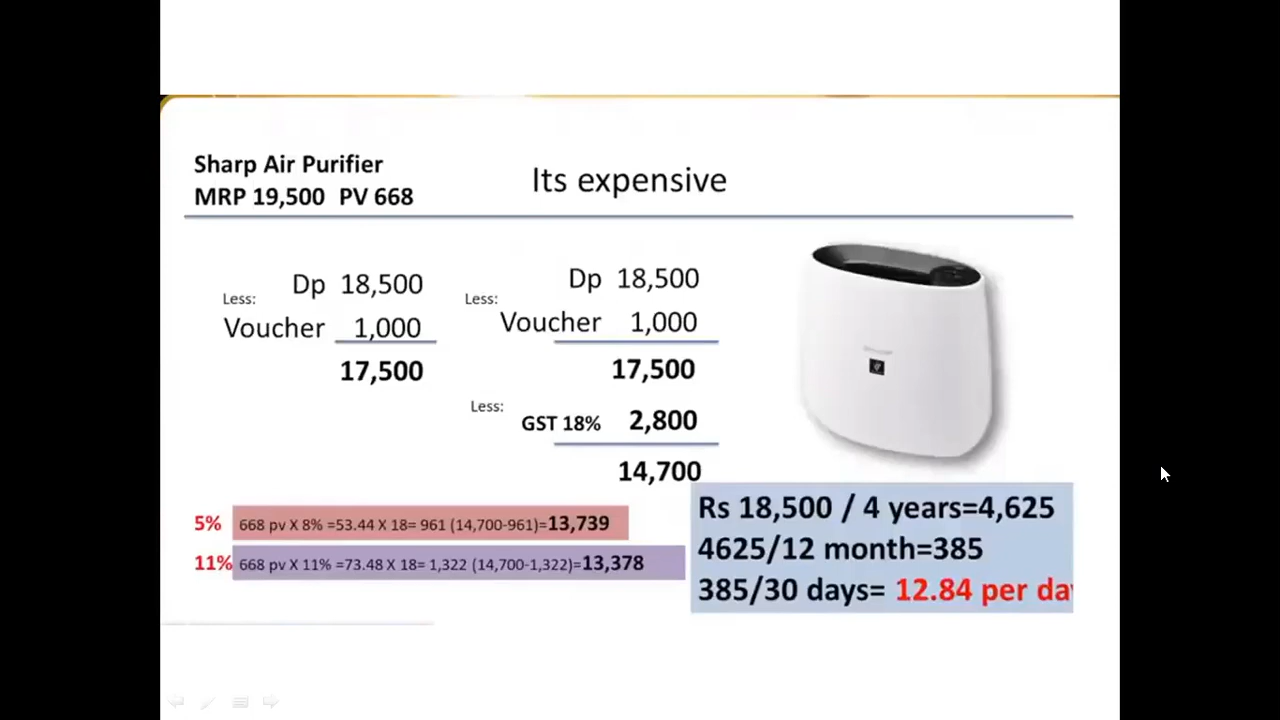 Sharp Air Purifier
MRP 19,500 PV 668
Its expensive
Less:
Dp 18,500
Voucher 1,000
17,500
Less:
Dp 18,500
Voucher 1,000
17,500
Less:
GST 18% 2,800
14,700
5% 668 pv X 8% =53.44 X 18= 961 (14,700-961)=13,739
11% 668 pv X 11% =73.48 X 18= 1,322 (14,700-1,322)=13,378
Rs 18,500 / 4 years=4,625
4625/12 month=385
385/30 days= 12.84 per da